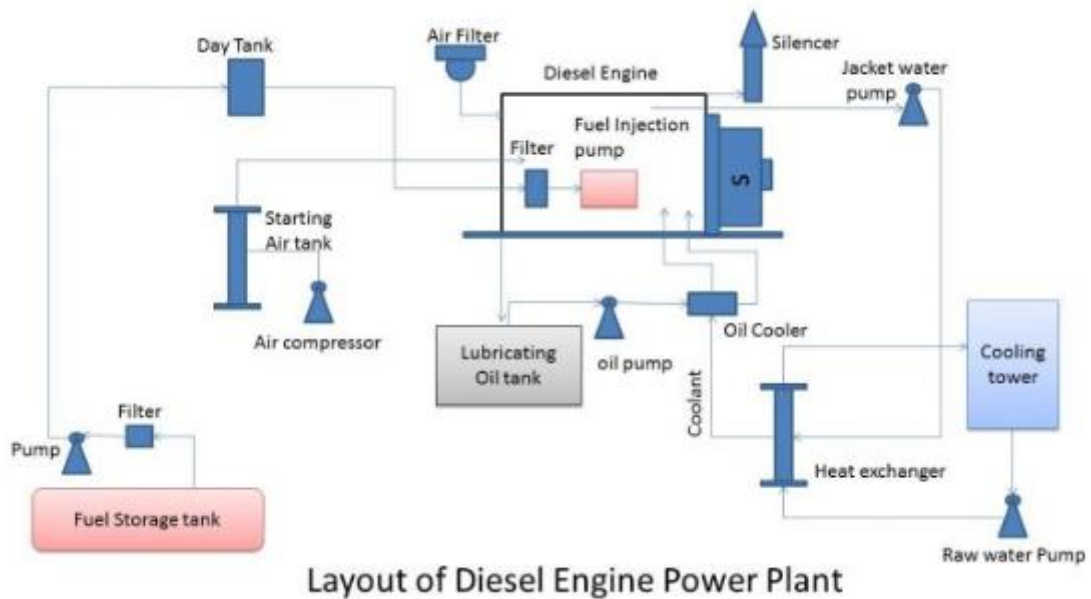 Day Tank
Air Filter
Silencer
Diesel Engine
Jacket water
pump
Fuel Injection
pump
Filter
S
Starting
Air tank
Air compressor
Lubricating
Oil tank
oil pump
Oil Cooler
Coolant
Cooling
tower
Filter
Pump
Heat exchanger
Fuel Storage tank
Raw water Pump
Layout of Diesel Engine Power Plant